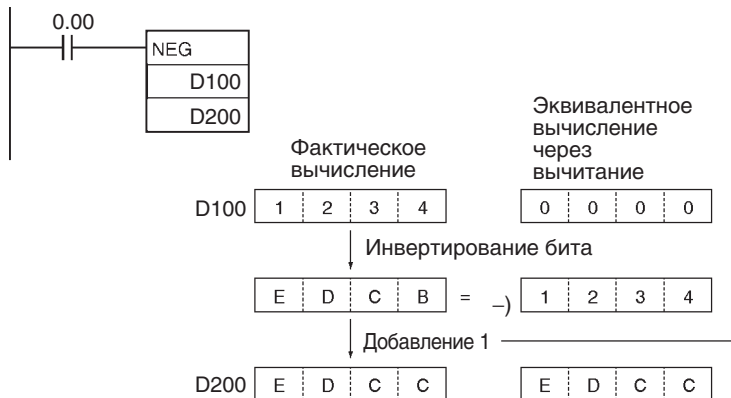 0.00
NEG
D100
D200
Фактическое
вычисление
Эквивалентное
вычисление
через
вычитание
D100 1 2 3 4 0 0 0 0
Инвертирование бита
E D C B = –) 1 2 3 4
Добавление 1
D200 E D C C E D C C